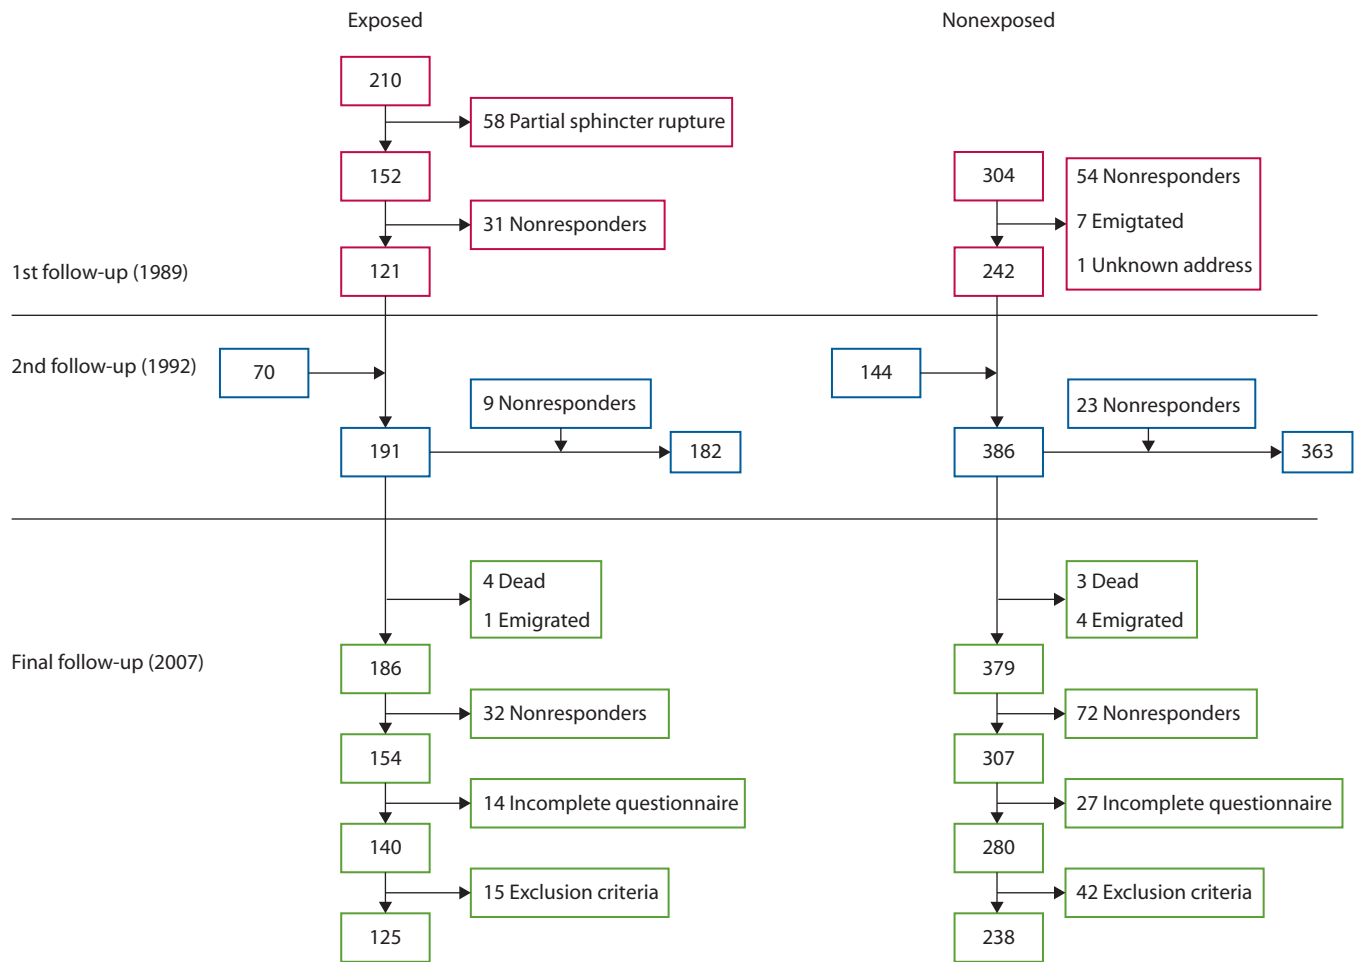 Exposed
Nonexposed
210
58 Partial sphincter rupture
152
304
54 Nonresponders
7 Emigtated
1 Unknown address
31 Nonresponders
1st follow-up (1989)
121
242
2nd follow-up (1992)
70
144
9 Nonresponders
23 Nonresponders
191
182
386
363
4 Dead
1 Emigrated
3 Dead
4 Emigrated
Final follow-up (2007)
186
379
32 Nonresponders
72 Nonresponders
154
307
14 Incomplete questionnaire
27 Incomplete questionnaire
140
280
15 Exclusion criteria
42 Exclusion criteria
125
238